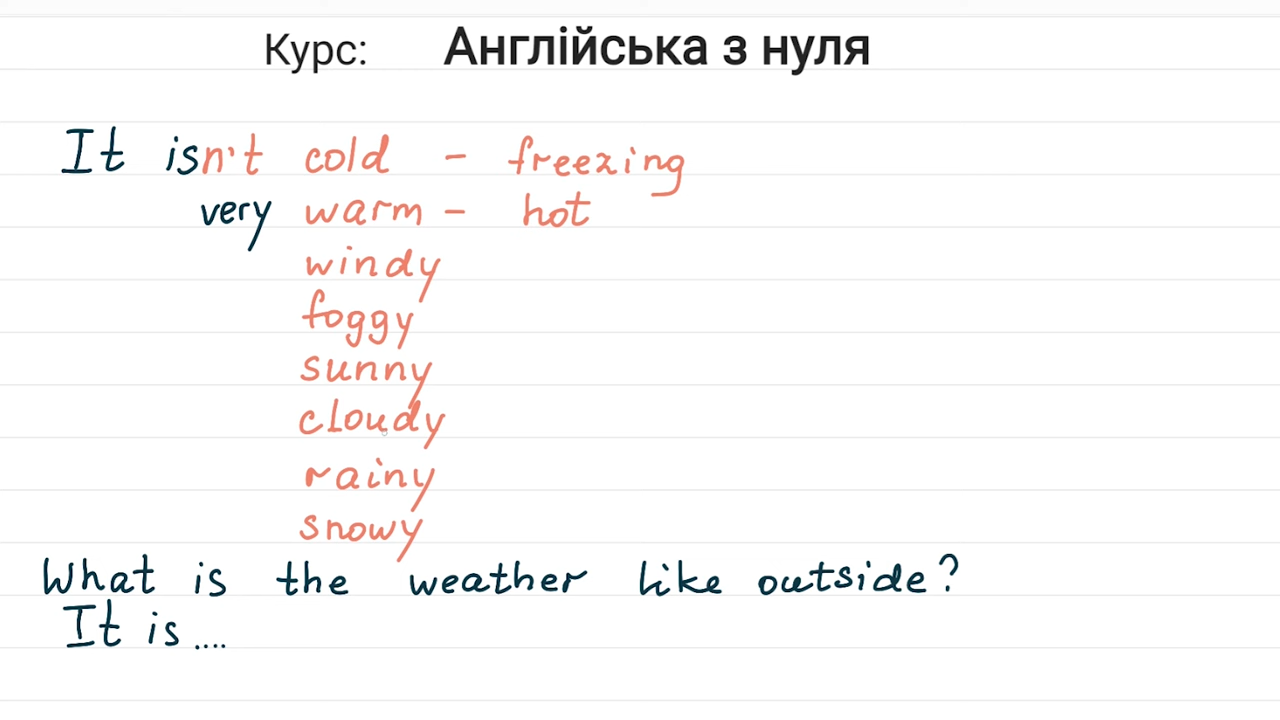 Курс: Англійська з нуля
It isn't cold - freezing
very warm - hot
windy
foggy
sunny
cloudy
rainy
snowy
What is the weather like outside?
It is ....